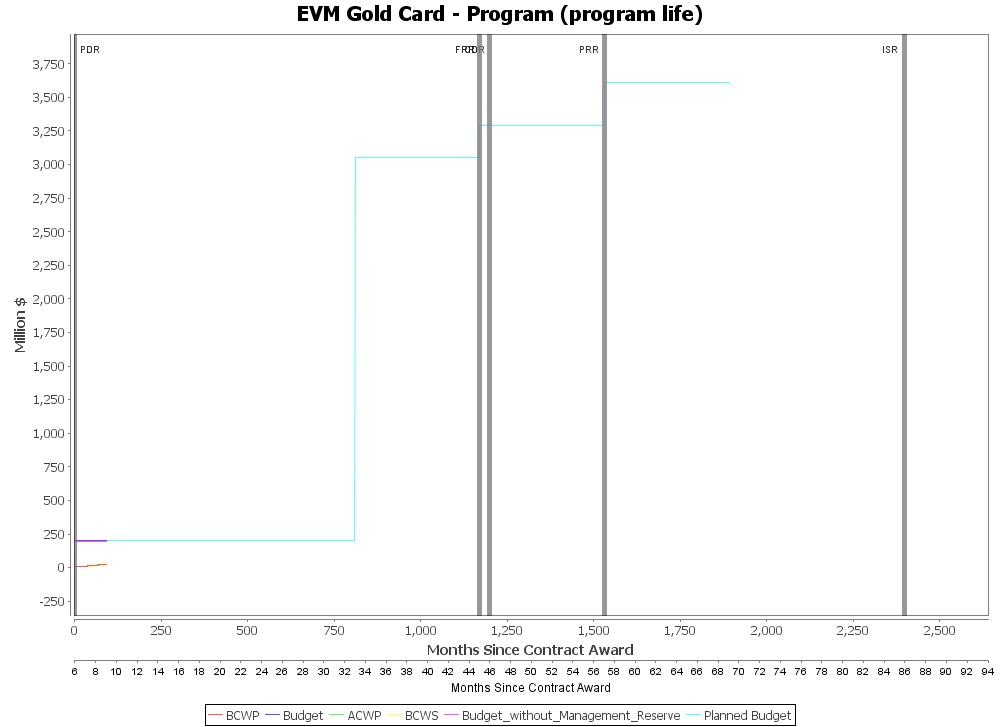 EVM Gold Card - Program (program life)
PDR FRR CDR PRR ISR
3,750
3,500
3,250
3,000
2,750
2,500
2,250
2,000
1,750
1,500
1,250
1,000
750
500
250
0
-250
Million $
0 250 500 750 1,000 1,250 1,500 1,750 2,000 2,250 2,500
Months Since Contract Award
6 8 10 12 14 16 18 20 22 24 26 28 30 32 34 36 38 40 42 44 46 48 50 52 54 56 58 60 62 64 66 68 70 72 74 76 78 80 82 84 86 88 90 92 94
Months Since Contract Award
BCWP Budget ACWP BCWS Budget_without_Management_Reserve Planned Budget